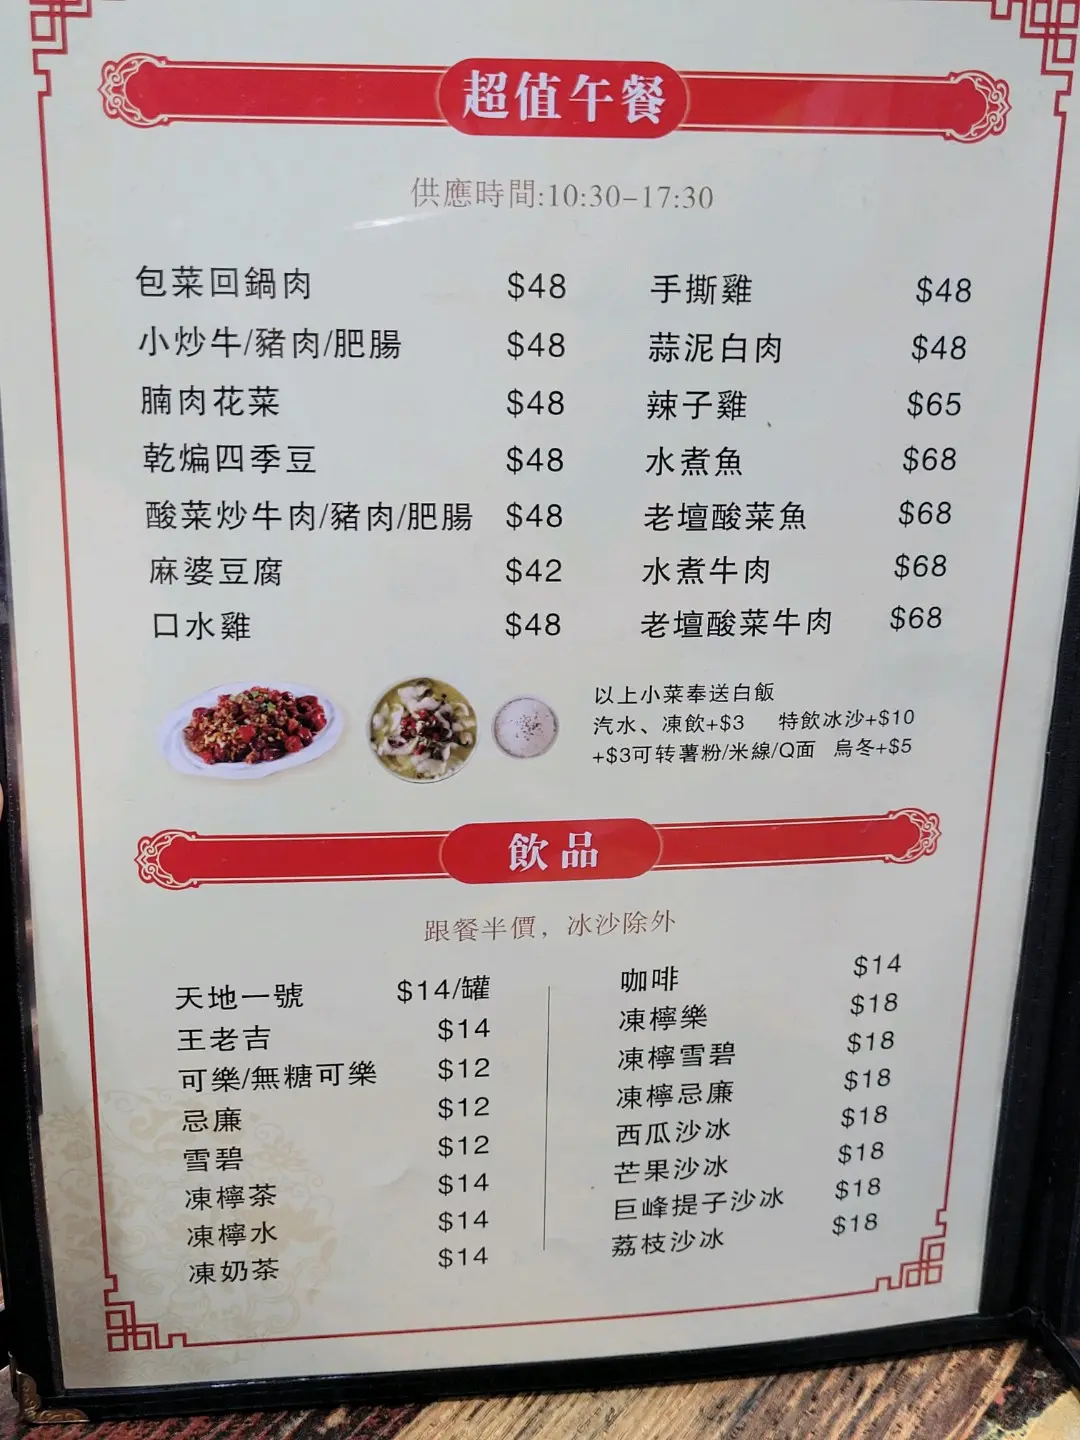 超值午餐
供應時間:10:30-17:30
包菜回鍋肉 $48
小炒牛/豬肉/肥腸 $48
腩肉花菜 $48
乾煸四季豆 $48
酸菜炒牛肉/豬肉/肥腸 $48
麻婆豆腐 $42
口水雞 $48
手撕雞 $48
蒜泥白肉 $48
辣子雞 $65
水煮魚 $68
老壇酸菜魚 $68
水煮牛肉 $68
老壇酸菜牛肉 $68
以上小菜奉送白飯
汽水、凍飲+$3 特飲冰沙+$10
+$3可转薯粉/米線/Q面 烏冬+$5
飲品
跟餐半價，冰沙除外
天地一號 $14/罐
王老吉 $14
可樂/無糖可樂 $12
忌廉 $12
雪碧 $12
凍檸茶 $14
凍檸水 $14
凍奶茶 $14
咖啡 $14
凍檸樂 $18
凍檸雪碧 $18
凍檸忌廉 $18
西瓜沙冰 $18
芒果沙冰 $18
巨峰提子沙冰 $18
荔枝沙冰 $18